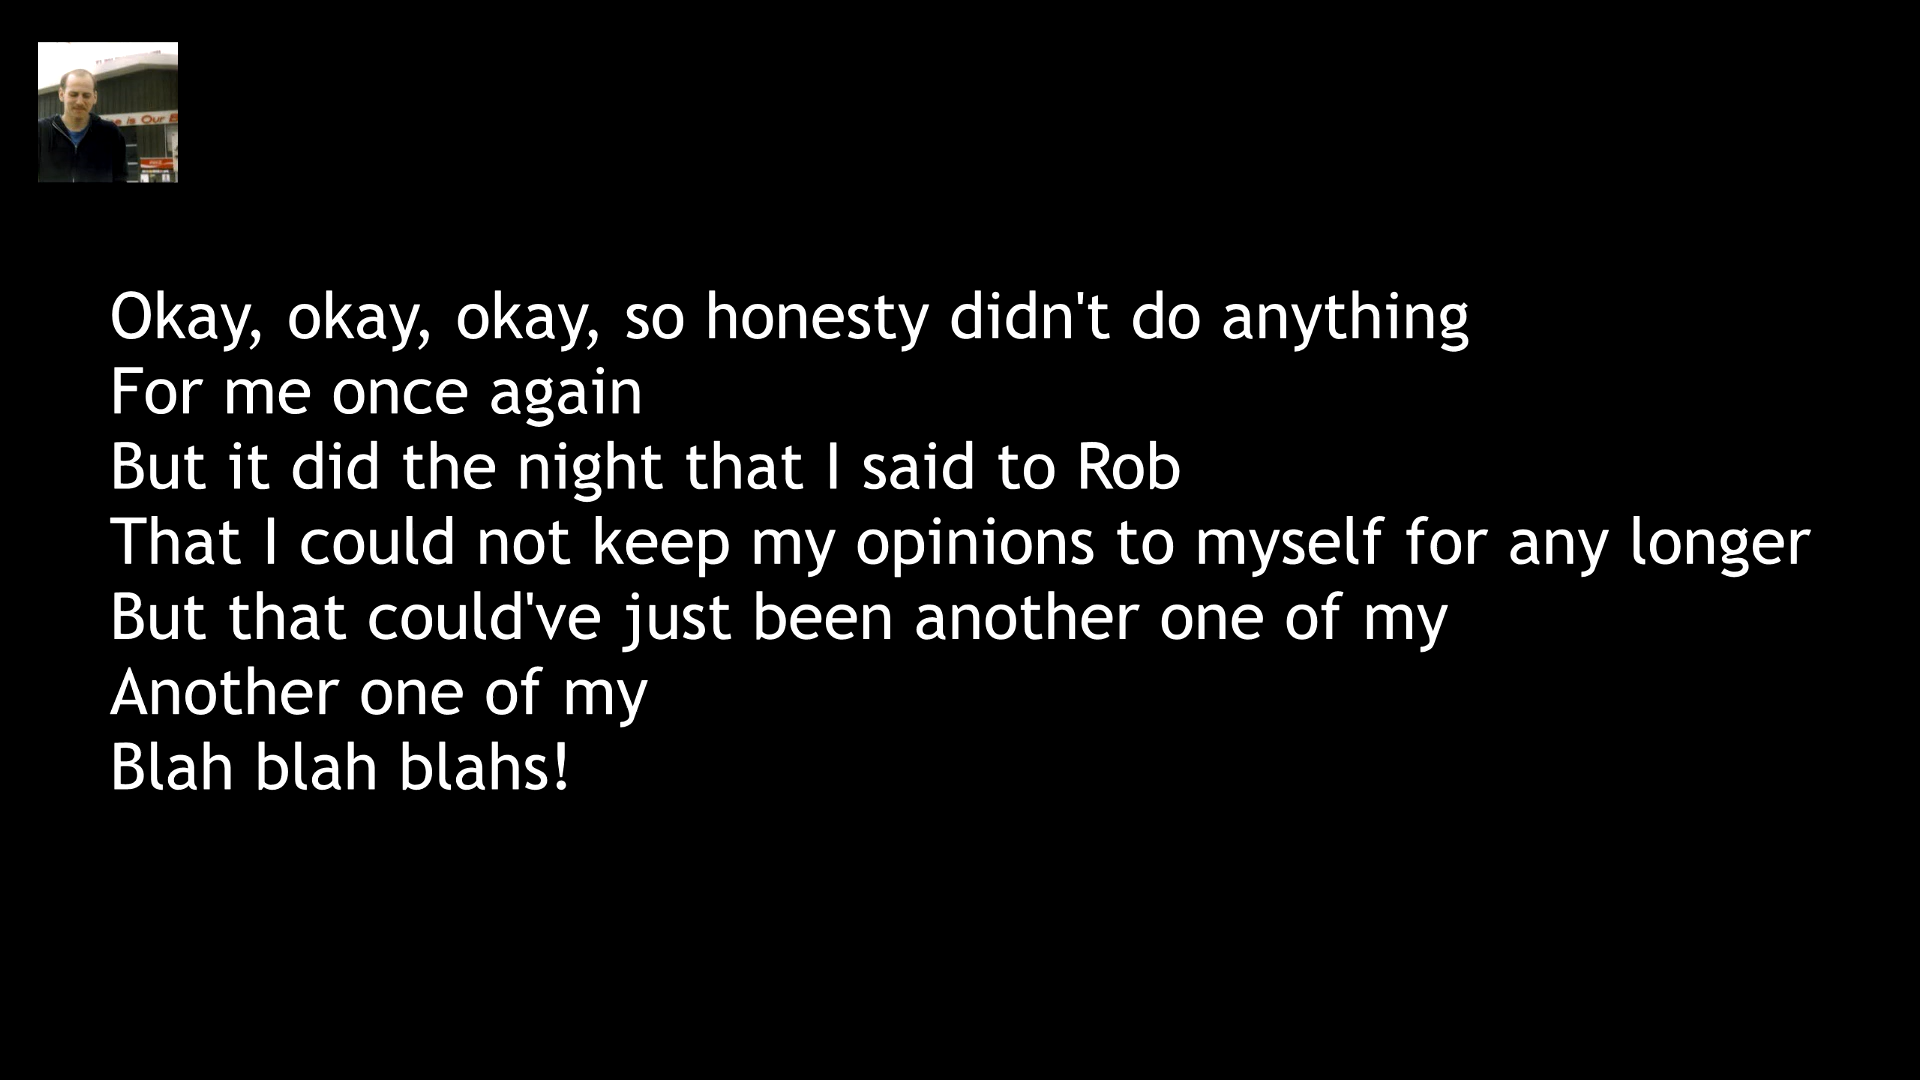 e is Our B
Okay, okay, okay, so honesty didn't do anything
For me once again
But it did the night that I said to Rob
That I could not keep my opinions to myself for any longer
But that could've just been another one of my
Another one of my
Blah blah blahs!